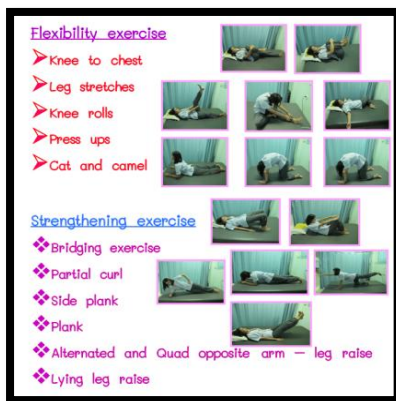 Flexibility exercise
Knee to chest
Leg stretches
Knee rolls
Press ups
Cat and camel
Strengthening exercise
Bridging exercise
Partial curl
Side plank
Plank
Alternated and Quad opposite arm – leg raise
Lying leg raise